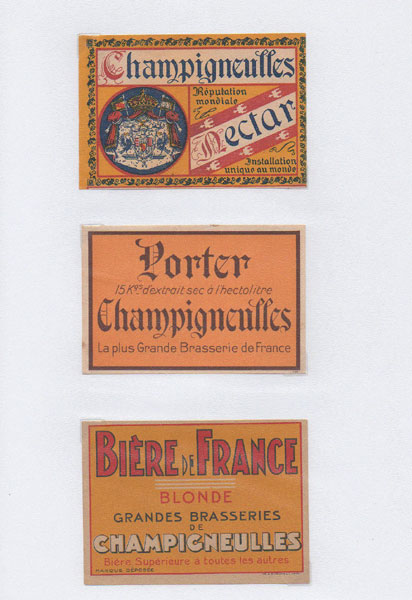 Champigneulles
Réputation
mondiale
Nectar
Installation
unique au monde
Porter
15 Kgs d'extrait sec à l'hectolitre
Champigneulles
La plus Grande Brasserie de France
BIÈRE DE FRANCE
BLONDE
GRANDES BRASSERIES
DE
CHAMPIGNEULLES
Bière Supérieure à toutes les autres
MARQUE DÉPOSÉE